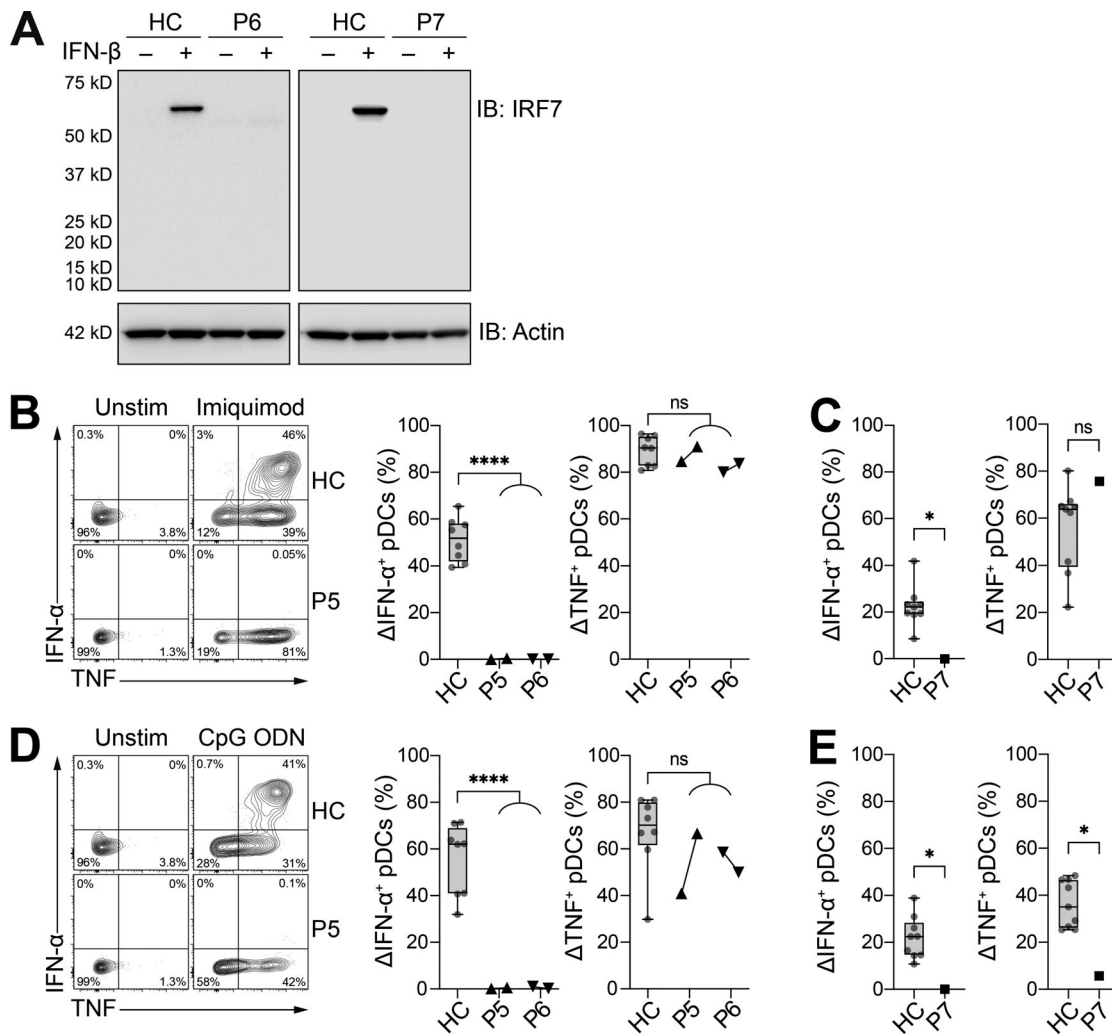 A
HC P6 HC P7
IFN-β – + – + – + – +
75 kD
50 kD
37 kD
25 kD
20 kD
15 kD
10 kD
IB: IRF7
42 kD
IB: Actin
B
Unstim Imiquimod
0.3% 0% 3% 46%
96% 3.8% 12% 39%
HC
0% 0% 0% 0.05%
99% 1.3% 19% 81%
P5
IFN-α
TNF
ΔIFN-α⁺ pDCs (%)
100
80
60
40
20
0
****
HC P5 P6
ΔTNF⁺ pDCs (%)
100
80
60
40
20
0
ns
HC P5 P6
C
ΔIFN-α⁺ pDCs (%)
100
80
60
40
20
0
*
HC P7
ΔTNF⁺ pDCs (%)
100
80
60
40
20
0
ns
HC P7
D
Unstim CpG ODN
0.3% 0% 0.7% 41%
96% 3.8% 28% 31%
HC
0% 0% 0% 0.1%
99% 1.3% 58% 42%
P5
IFN-α
TNF
ΔIFN-α⁺ pDCs (%)
100
80
60
40
20
0
****
HC P5 P6
ΔTNF⁺ pDCs (%)
100
80
60
40
20
0
ns
HC P5 P6
E
ΔIFN-α⁺ pDCs (%)
100
80
60
40
20
0
*
HC P7
ΔTNF⁺ pDCs (%)
100
80
60
40
20
0
*
HC P7